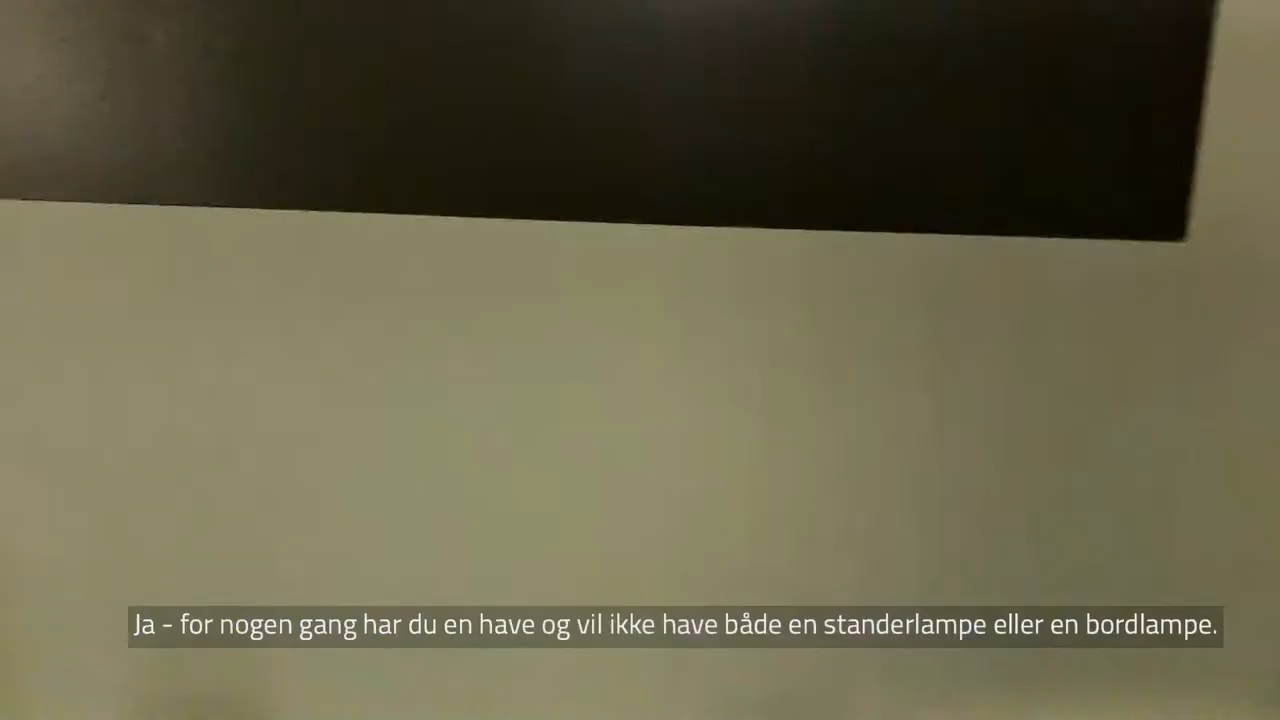 Ja - for nogen gang har du en have og vil ikke have både en standerlampe eller en bordlampe.